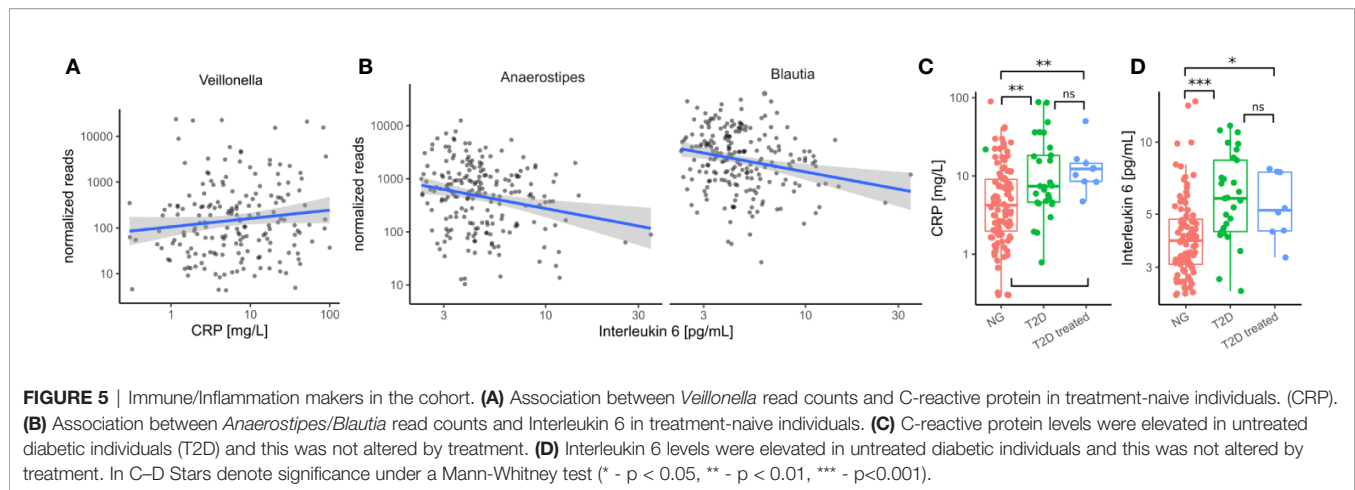 A
Veillonella
normalized reads
10000
1000
100
10
1
10
100
CRP [mg/L]
B
Anaerostipes
Blautia
normalized reads
10000
1000
100
10
3
10
30
3
10
30
Interleukin 6 [pg/mL]
C
**
**
ns
CRP [mg/L]
100
10
1
NG
T2D
T2D treated
D
*
***
ns
Interleukin 6 [pg/mL]
10
5
3
NG
T2D
T2D treated
FIGURE 5 | Immune/Inflammation makers in the cohort. (A) Association between Veillonella read counts and C-reactive protein in treatment-naive individuals. (CRP).
(B) Association between Anaerostipes/Blautia read counts and Interleukin 6 in treatment-naive individuals. (C) C-reactive protein levels were elevated in untreated
diabetic individuals (T2D) and this was not altered by treatment. (D) Interleukin 6 levels were elevated in untreated diabetic individuals and this was not altered by
treatment. In C–D Stars denote significance under a Mann-Whitney test (* - p < 0.05, ** - p < 0.01, *** - p<0.001).